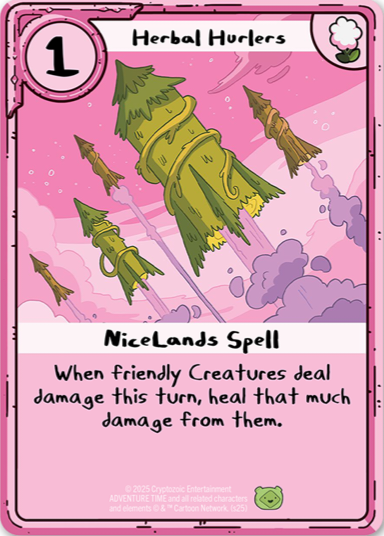 1
Herbal Hurlers
NiceLands Spell
When friendly Creatures deal
damage this turn, heal that much
damage from them.
© 2025 Cryptozoic Entertainment
ADVENTURE TIME and all related characters
and elements © & ™ Cartoon Network. (s25)